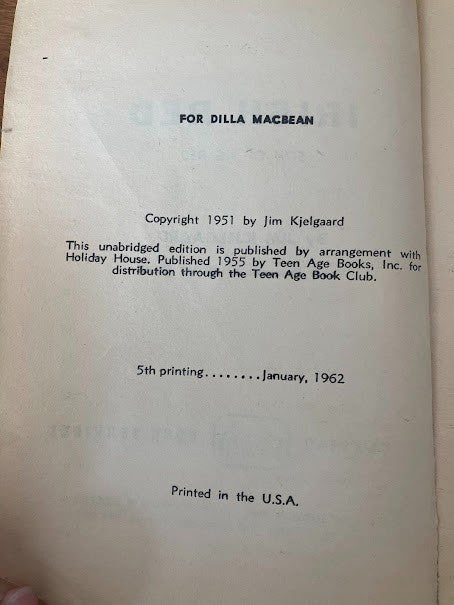 FOR DILLA MACBEAN
Copyright 1951 by Jim Kjelgaard
This unabridged edition is published by arrangement with
Holiday House. Published 1955 by Teen Age Books, Inc. for
distribution through the Teen Age Book Club.
5th printing........January, 1962
Printed in the U.S.A.